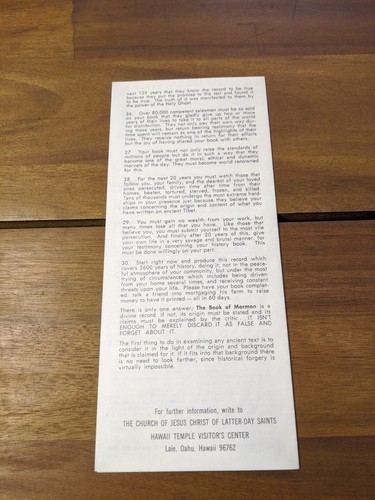 next 125 years that they know the record to be true
because they put the promise to the test and found it
to be true. The truth of it was manifested to them by
the power of the Holy Ghost.
26. Over 80,000 competent salesmen must be so sold
on your book that they gladly give up two or more
years of their lives to take it to all parts of the world
for distribution. They not only pay their own way dur-
ing these years, but return bearing testimony that the
time spent will remain as one of the highlights of their
lives. They receive nothing in return for their efforts
but the joy of having shared your book with others.
27. Your book must not only raise the standards of
millions of people but do it in such a way that they
become one of the great moral, ethical and dynamic
marvels of the day. They must become world renowned
for this.
28. For the next 20 years you must watch those that
follow you, your family, and the dearest of your loved
ones persecuted, driven time after time from their
homes, beaten, tortured, starved, frozen, and killed.
Tens of thousands must undergo the most extreme hard-
ships in your presence just because they believe your
claims concerning the origin and content of what you
have written on ancient Tibet.
29. You must gain no wealth from your work, but
many times lose all that you have. Like those that
believe you, you must submit yourself to the most vile
persecution. And finally after 20 years of this, give
your own life in a very savage and brutal manner, for
your testimony concerning your history book. This
must be done willingly on your part.
30. Start right now and produce this record which
covers 2600 years of history, doing it, not in the peace-
ful atmosphere of your community, but under the most
trying of circumstances which includes being driven
from your home several times, and receiving constant
threats upon your life. Please have your book complet-
ed, talk a friend into mortgaging his farm to raise
money to have it printed – all in 60 days.
There is only one answer; The Book of Mormon is a
divine record. If not, its origin must be stated and its
claims must be explained by the critic. IT ISN'T
ENOUGH TO MERELY DISCARD IT AS FALSE AND
FORGET ABOUT IT.
The first thing to do in examining any ancient text is to
consider it in the light of the origin and background
that is claimed for it. If it fits into that background there
is no need to look farther, since historical forgery is
virtually impossible.
For further information, write to
THE CHURCH OF JESUS CHRIST OF LATTER-DAY SAINTS
HAWAII TEMPLE VISITOR'S CENTER
Laie, Oahu, Hawaii 96762